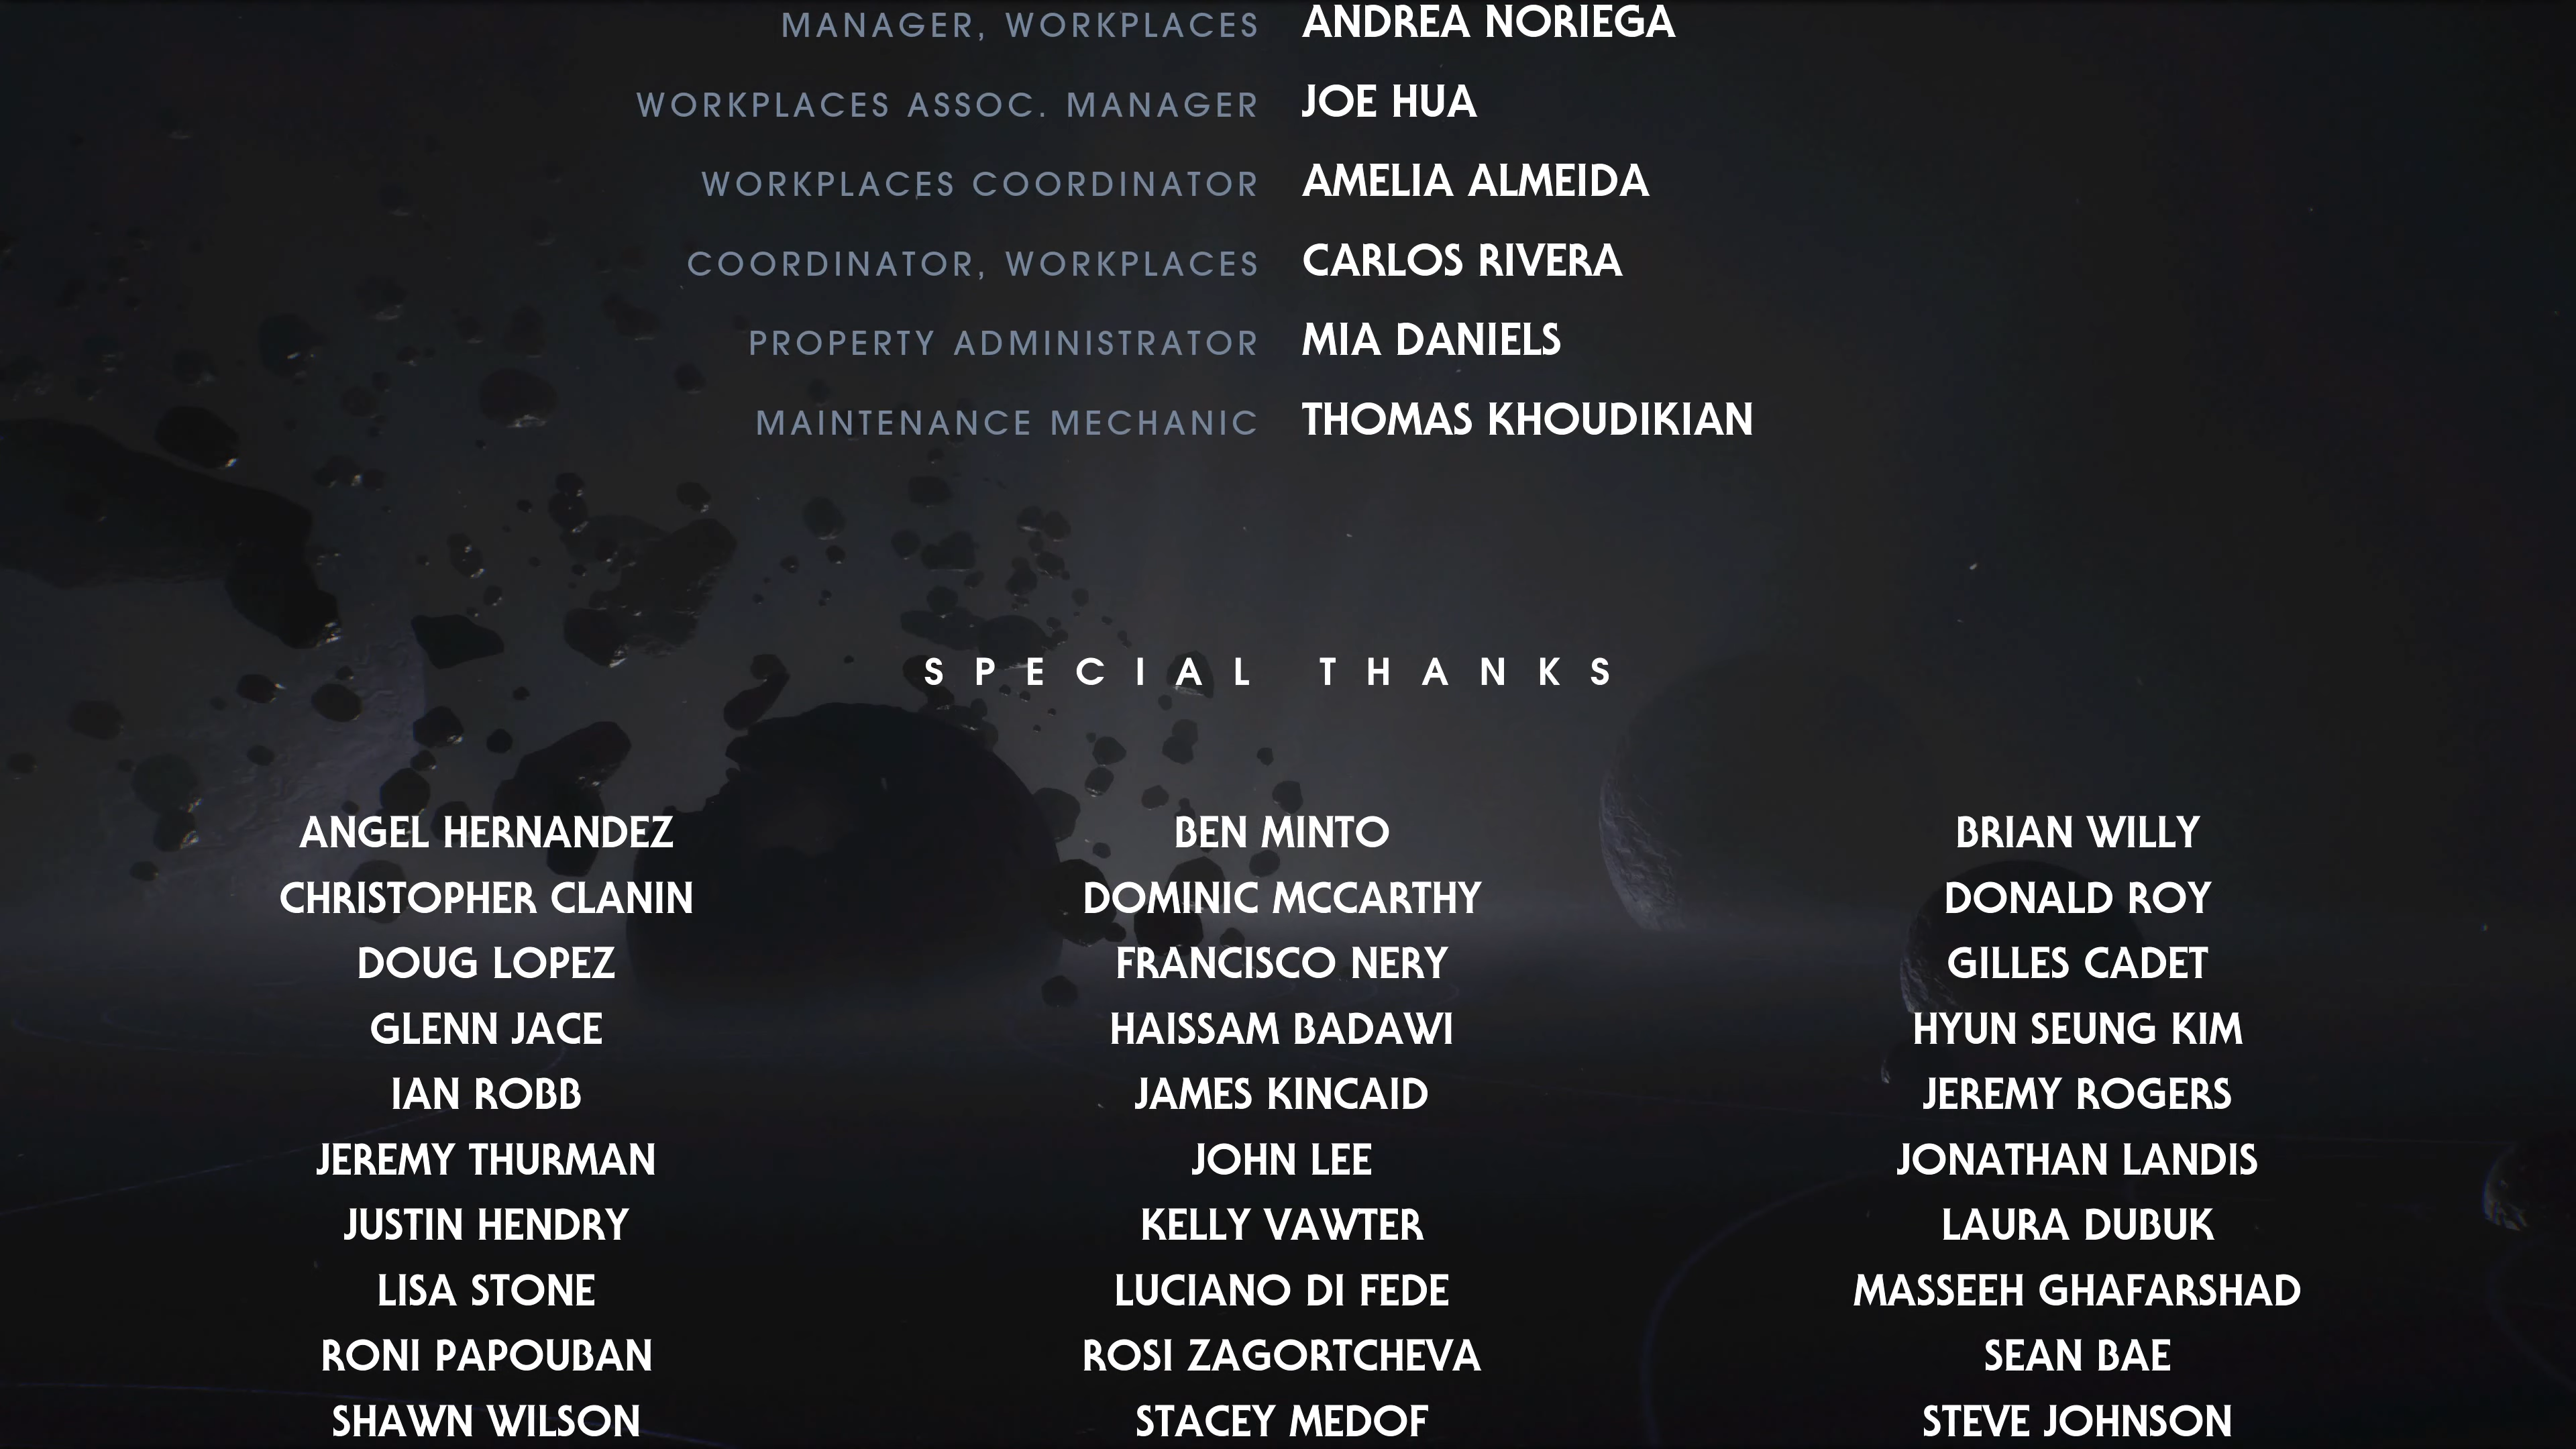 MANAGER, WORKPLACES ANDREA NORIEGA
WORKPLACES ASSOC. MANAGER JOE HUA
WORKPLACES COORDINATOR AMELIA ALMEIDA
COORDINATOR, WORKPLACES CARLOS RIVERA
PROPERTY ADMINISTRATOR MIA DANIELS
MAINTENANCE MECHANIC THOMAS KHOUDIKIAN
SPECIAL THANKS
ANGEL HERNANDEZ BEN MINTO BRIAN WILLY
CHRISTOPHER CLANIN DOMINIC MCCARTHY DONALD ROY
DOUG LOPEZ FRANCISCO NERY GILLES CADET
GLENN JACE HAISSAM BADAWI HYUN SEUNG KIM
IAN ROBB JAMES KINCAID JEREMY ROGERS
JEREMY THURMAN JOHN LEE JONATHAN LANDIS
JUSTIN HENDRY KELLY VAWTER LAURA DUBUK
LISA STONE LUCIANO DI FEDE MASSEEH GHAFARSHAD
RONI PAPOUBAN ROSI ZAGORTCHEVA SEAN BAE
SHAWN WILSON STACEY MEDOF STEVE JOHNSON